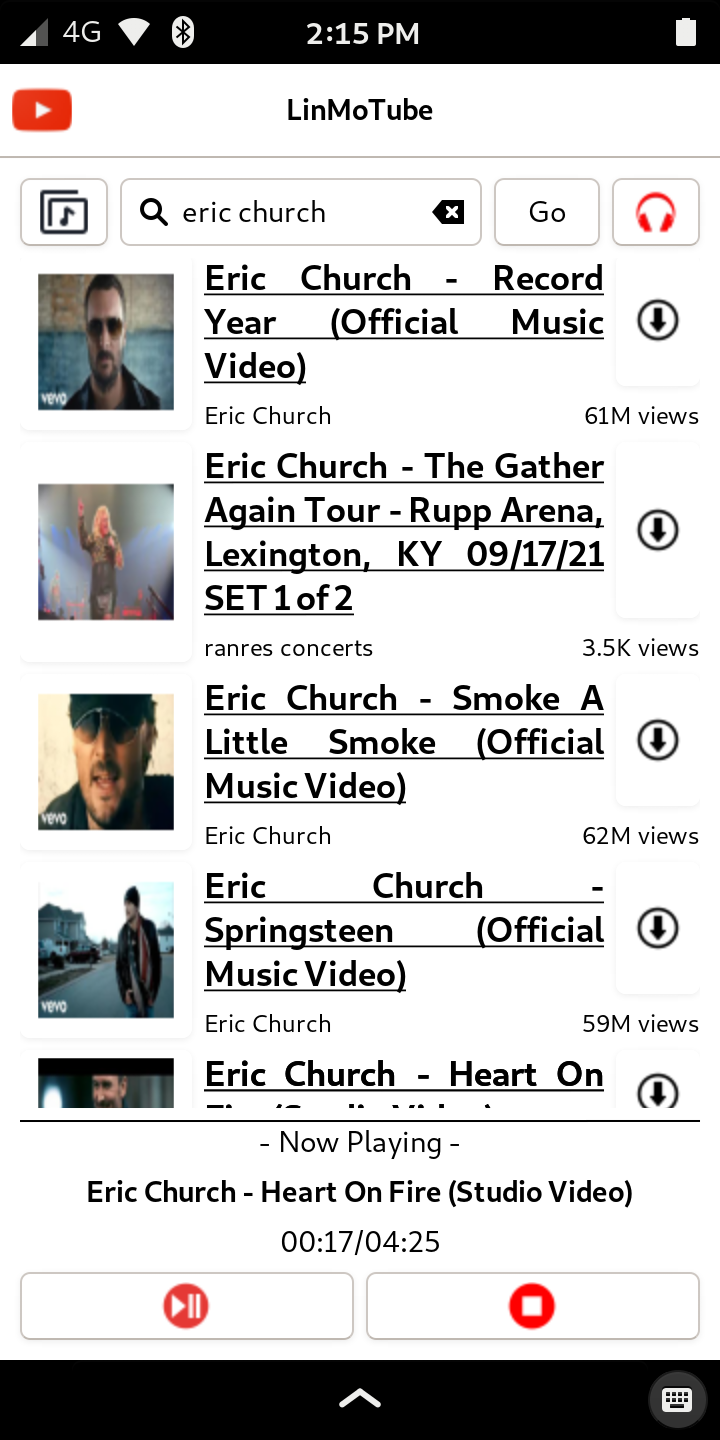 4G
2:15 PM
LinMoTube
eric church
Go
Eric Church - Record
Year (Official Music
Video)
vevo
Eric Church
61M views
Eric Church - The Gather
Again Tour - Rupp Arena,
Lexington, KY 09/17/21
SET 1 of 2
ranres concerts
3.5K views
Eric Church - Smoke A
Little Smoke (Official
Music Video)
vevo
Eric Church
62M views
Eric Church -
Springsteen (Official
Music Video)
vevo
Eric Church
59M views
Eric Church - Heart On
Fire (Studio Video)
- Now Playing -
Eric Church - Heart On Fire (Studio Video)
00:17/04:25